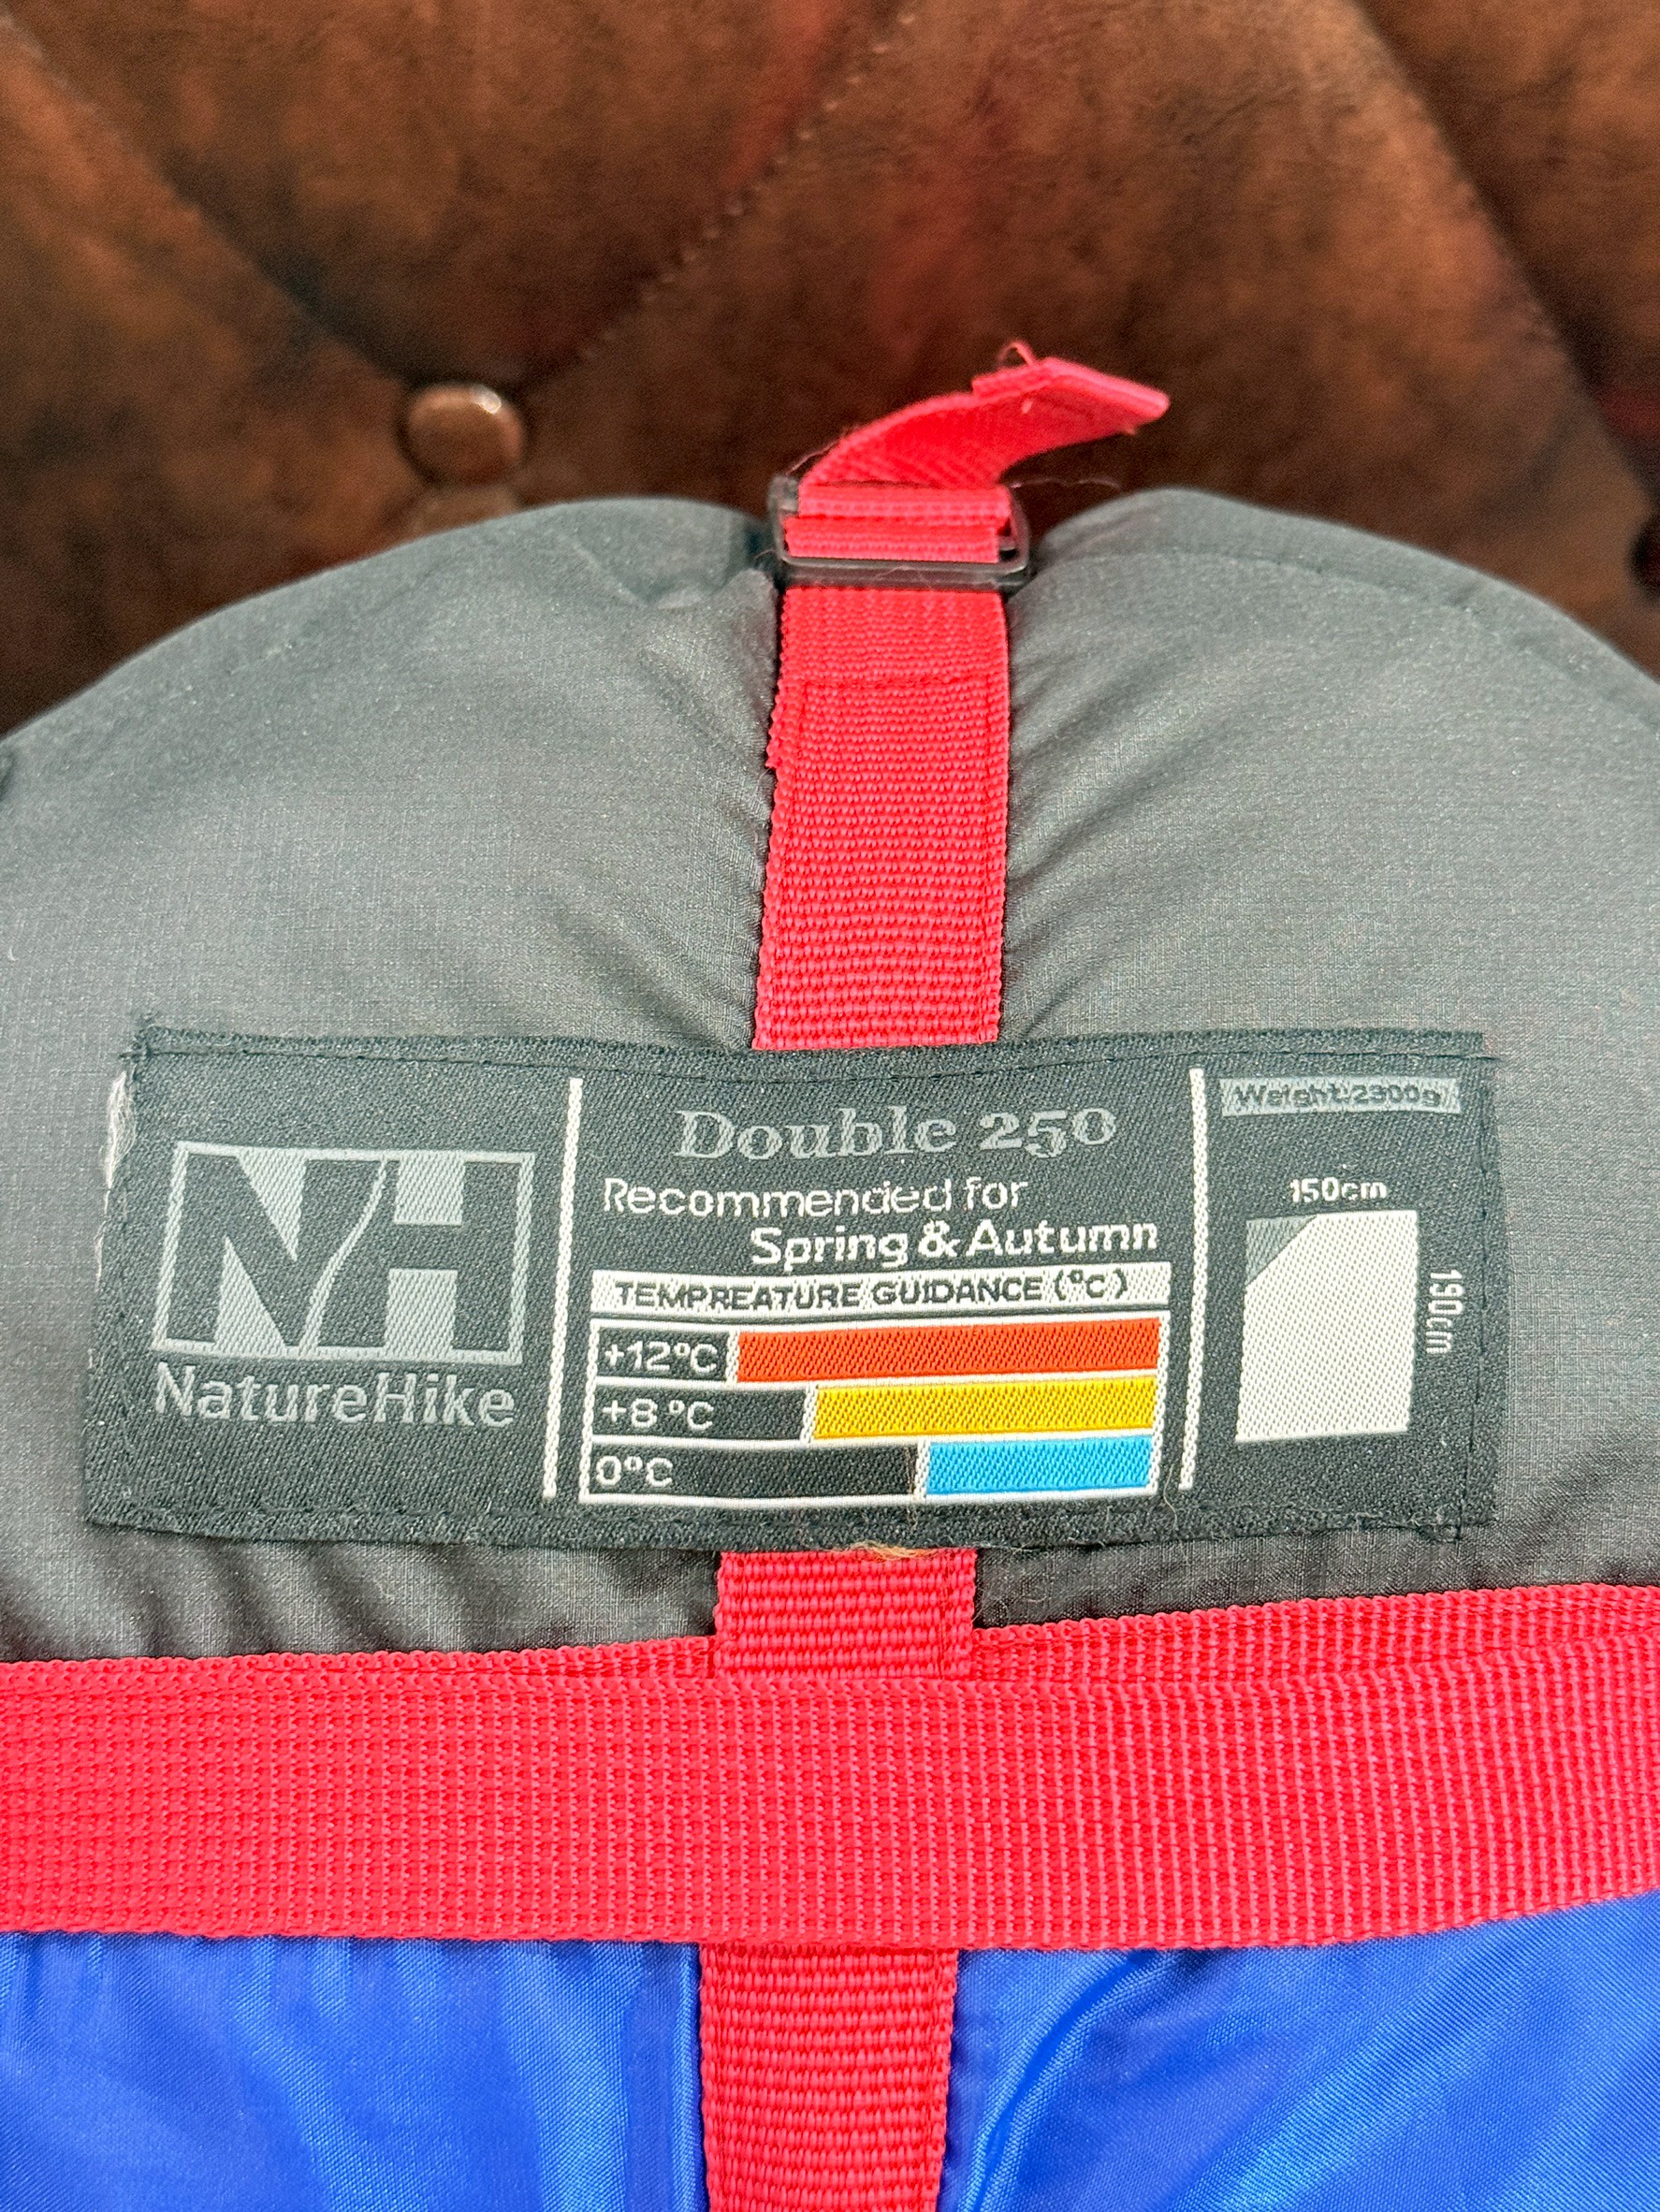 NH
NatureHike
Double 250
Recommended for
Spring & Autumn
TEMPREATURE GUIDANCE (°C)
+12°C
+8°C
0°C
Weight:2300g
150cm
190cm